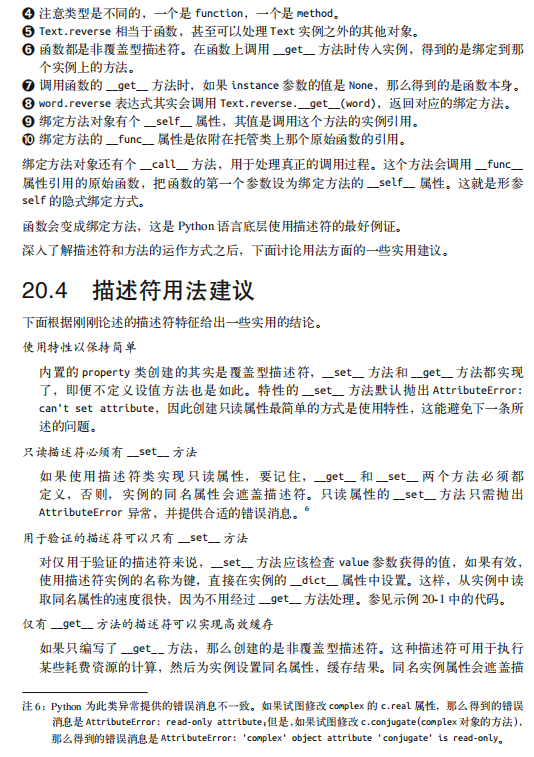 ❹ 注意类型是不同的，一个是 function，一个是 method。
❺ Text.reverse 相当于函数，甚至可以处理 Text 实例之外的其他对象。
❻ 函数都是非覆盖型描述符。在函数上调用 __get__ 方法时传入实例，得到的是绑定到那
个实例上的方法。
❼ 调用函数的 __get__ 方法时，如果 instance 参数的值是 None，那么得到的是函数本身。
❽ word.reverse 表达式其实会调用 Text.reverse.__get__(word)，返回对应的绑定方法。
❾ 绑定方法对象有个 __self__ 属性，其值是调用这个方法的实例引用。
❿ 绑定方法的 __func__ 属性是依附在托管类上那个原始函数的引用。
绑定方法对象还有个 __call__ 方法，用于处理真正的调用过程。这个方法会调用 __func__
属性引用的原始函数，把函数的第一个参数设为绑定方法的 __self__ 属性。这就是形参
self 的隐式绑定方式。
函数会变成绑定方法，这是 Python 语言底层使用描述符的最好例证。
深入了解描述符和方法的运作方式之后，下面讨论用法方面的一些实用建议。
20.4 描述符用法建议
下面根据刚刚论述的描述符特征给出一些实用的结论。
使用特性以保持简单
内置的 property 类创建的其实是覆盖型描述符，__set__ 方法和 __get__ 方法都实现
了，即便不定义设值方法也是如此。特性的 __set__ 方法默认抛出 AttributeError:
can't set attribute，因此创建只读属性最简单的方式是使用特性，这能避免下一条所
述的问题。
只读描述符必须有 __set__ 方法
如果使用描述符类实现只读属性，要记住，__get__ 和 __set__ 两个方法必须都
定义，否则，实例的同名属性会遮盖描述符。只读属性的 __set__ 方法只需抛出
AttributeError 异常，并提供合适的错误消息。6
用于验证的描述符可以只有 __set__ 方法
对仅用于验证的描述符来说，__set__ 方法应该检查 value 参数获得的值，如果有效，
使用描述符实例的名称为键，直接在实例的 __dict__ 属性中设置。这样，从实例中读
取同名属性的速度很快，因为不用经过 __get__ 方法处理。参见示例 20-1 中的代码。
仅有 __get__ 方法的描述符可以实现高效缓存
如果只编写了 __get__ 方法，那么创建的是非覆盖型描述符。这种描述符可用于执行
某些耗费资源的计算，然后为实例设置同名属性，缓存结果。同名实例属性会遮盖描
注 6：Python 为此类异常提供的错误消息不一致。如果试图修改 complex 的 c.real 属性，那么得到的错误
消息是 AttributeError: read-only attribute；但是，如果试图修改 c.conjugate（complex 对象的方法），
那么得到的错误消息是 AttributeError: 'complex' object attribute 'conjugate' is read-only。